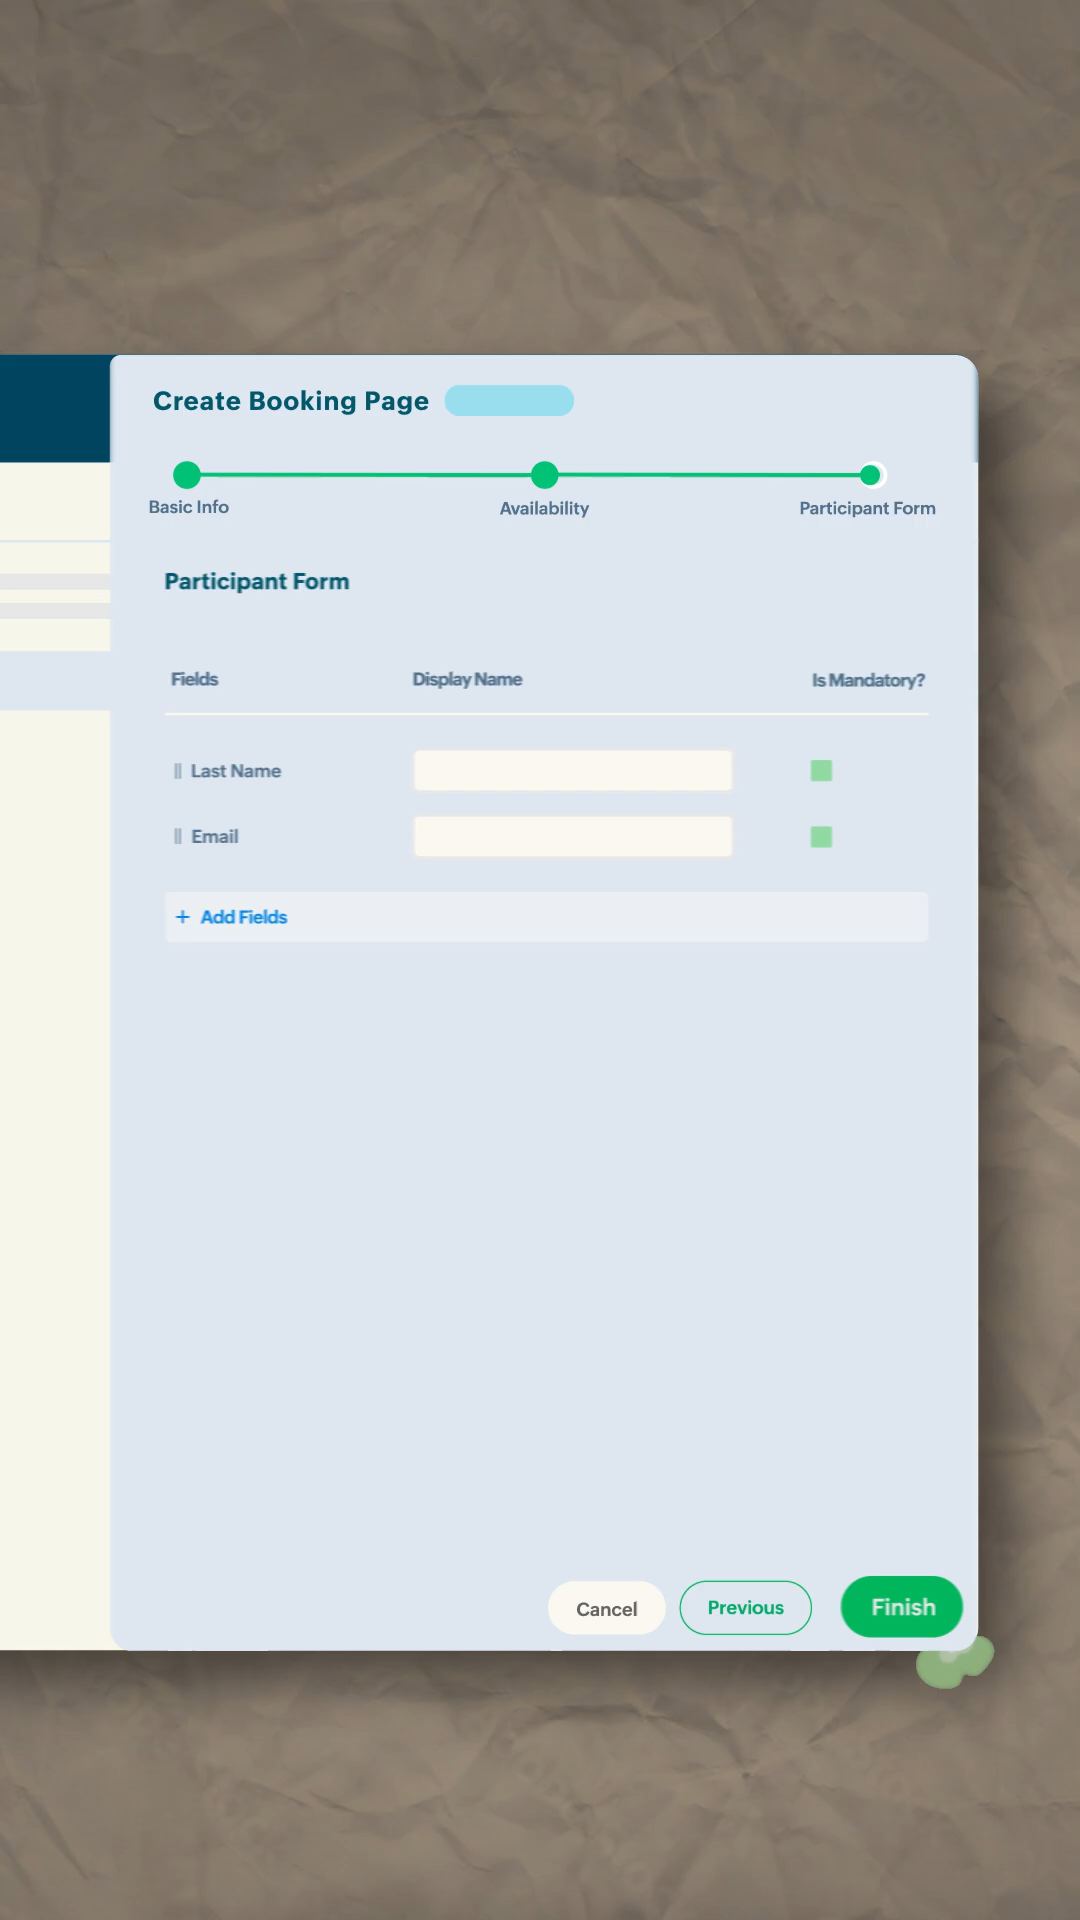 Create Booking Page
Basic Info
Availability
Participant Form
Participant Form
Fields
Display Name
Is Mandatory?
Last Name
Email
+ Add Fields
Cancel
Previous
Finish